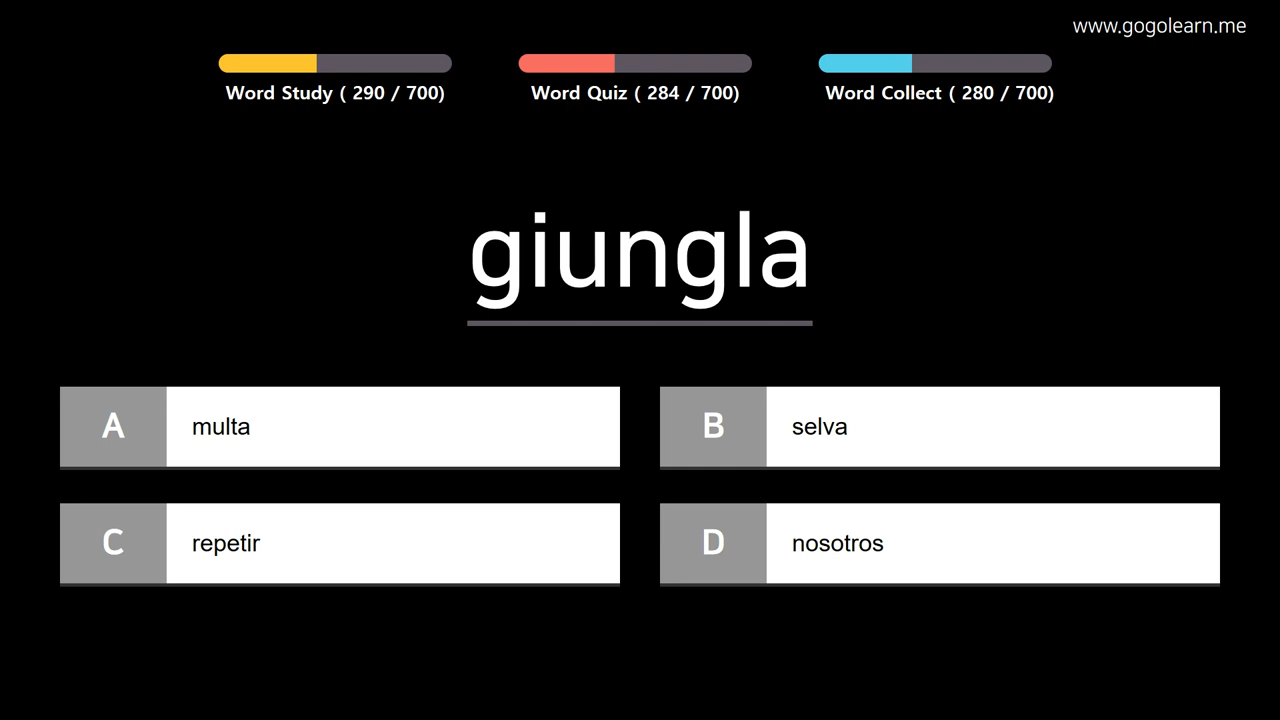 www.gogolearn.me
Word Study ( 290 / 700)
Word Quiz ( 284 / 700)
Word Collect ( 280 / 700)
giungla
A multa
B selva
C repetir
D nosotros